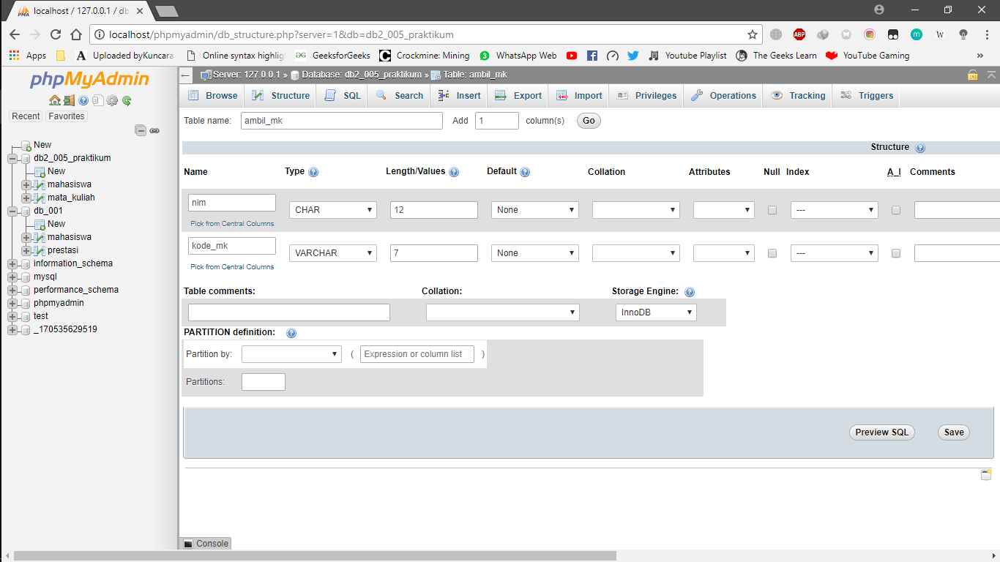 localhost / 127.0.0.1 / db
localhost/phpmyadmin/db_structure.php?server=1&db=db2_005_praktikum
Apps Uploaded byKuncara Online syntax highlig GeeksforGeeks Crockmine: Mining WhatsApp Web Youtube Playlist The Geeks Learn YouTube Gaming »
phpMyAdmin
Recent Favorites
New
db2_005_praktikum
New
mahasiswa
mata_kuliah
db_001
New
mahasiswa
prestasi
information_schema
mysql
performance_schema
phpmyadmin
test
_170535629519
Server: 127.0.0.1 » Database: db2_005_praktikum » Table: ambil_mk
Browse Structure SQL Search Insert Export Import Privileges Operations Tracking Triggers
Table name: ambil_mk Add 1 column(s) Go
Structure
Name Type Length/Values Default Collation Attributes Null Index A_I Comments
nim CHAR 12 None ---
Pick from Central Columns
kode_mk VARCHAR 7 None ---
Pick from Central Columns
Table comments: Collation: Storage Engine:
InnoDB
PARTITION definition:
Partition by: ( Expression or column list )
Partitions:
Preview SQL Save
Console